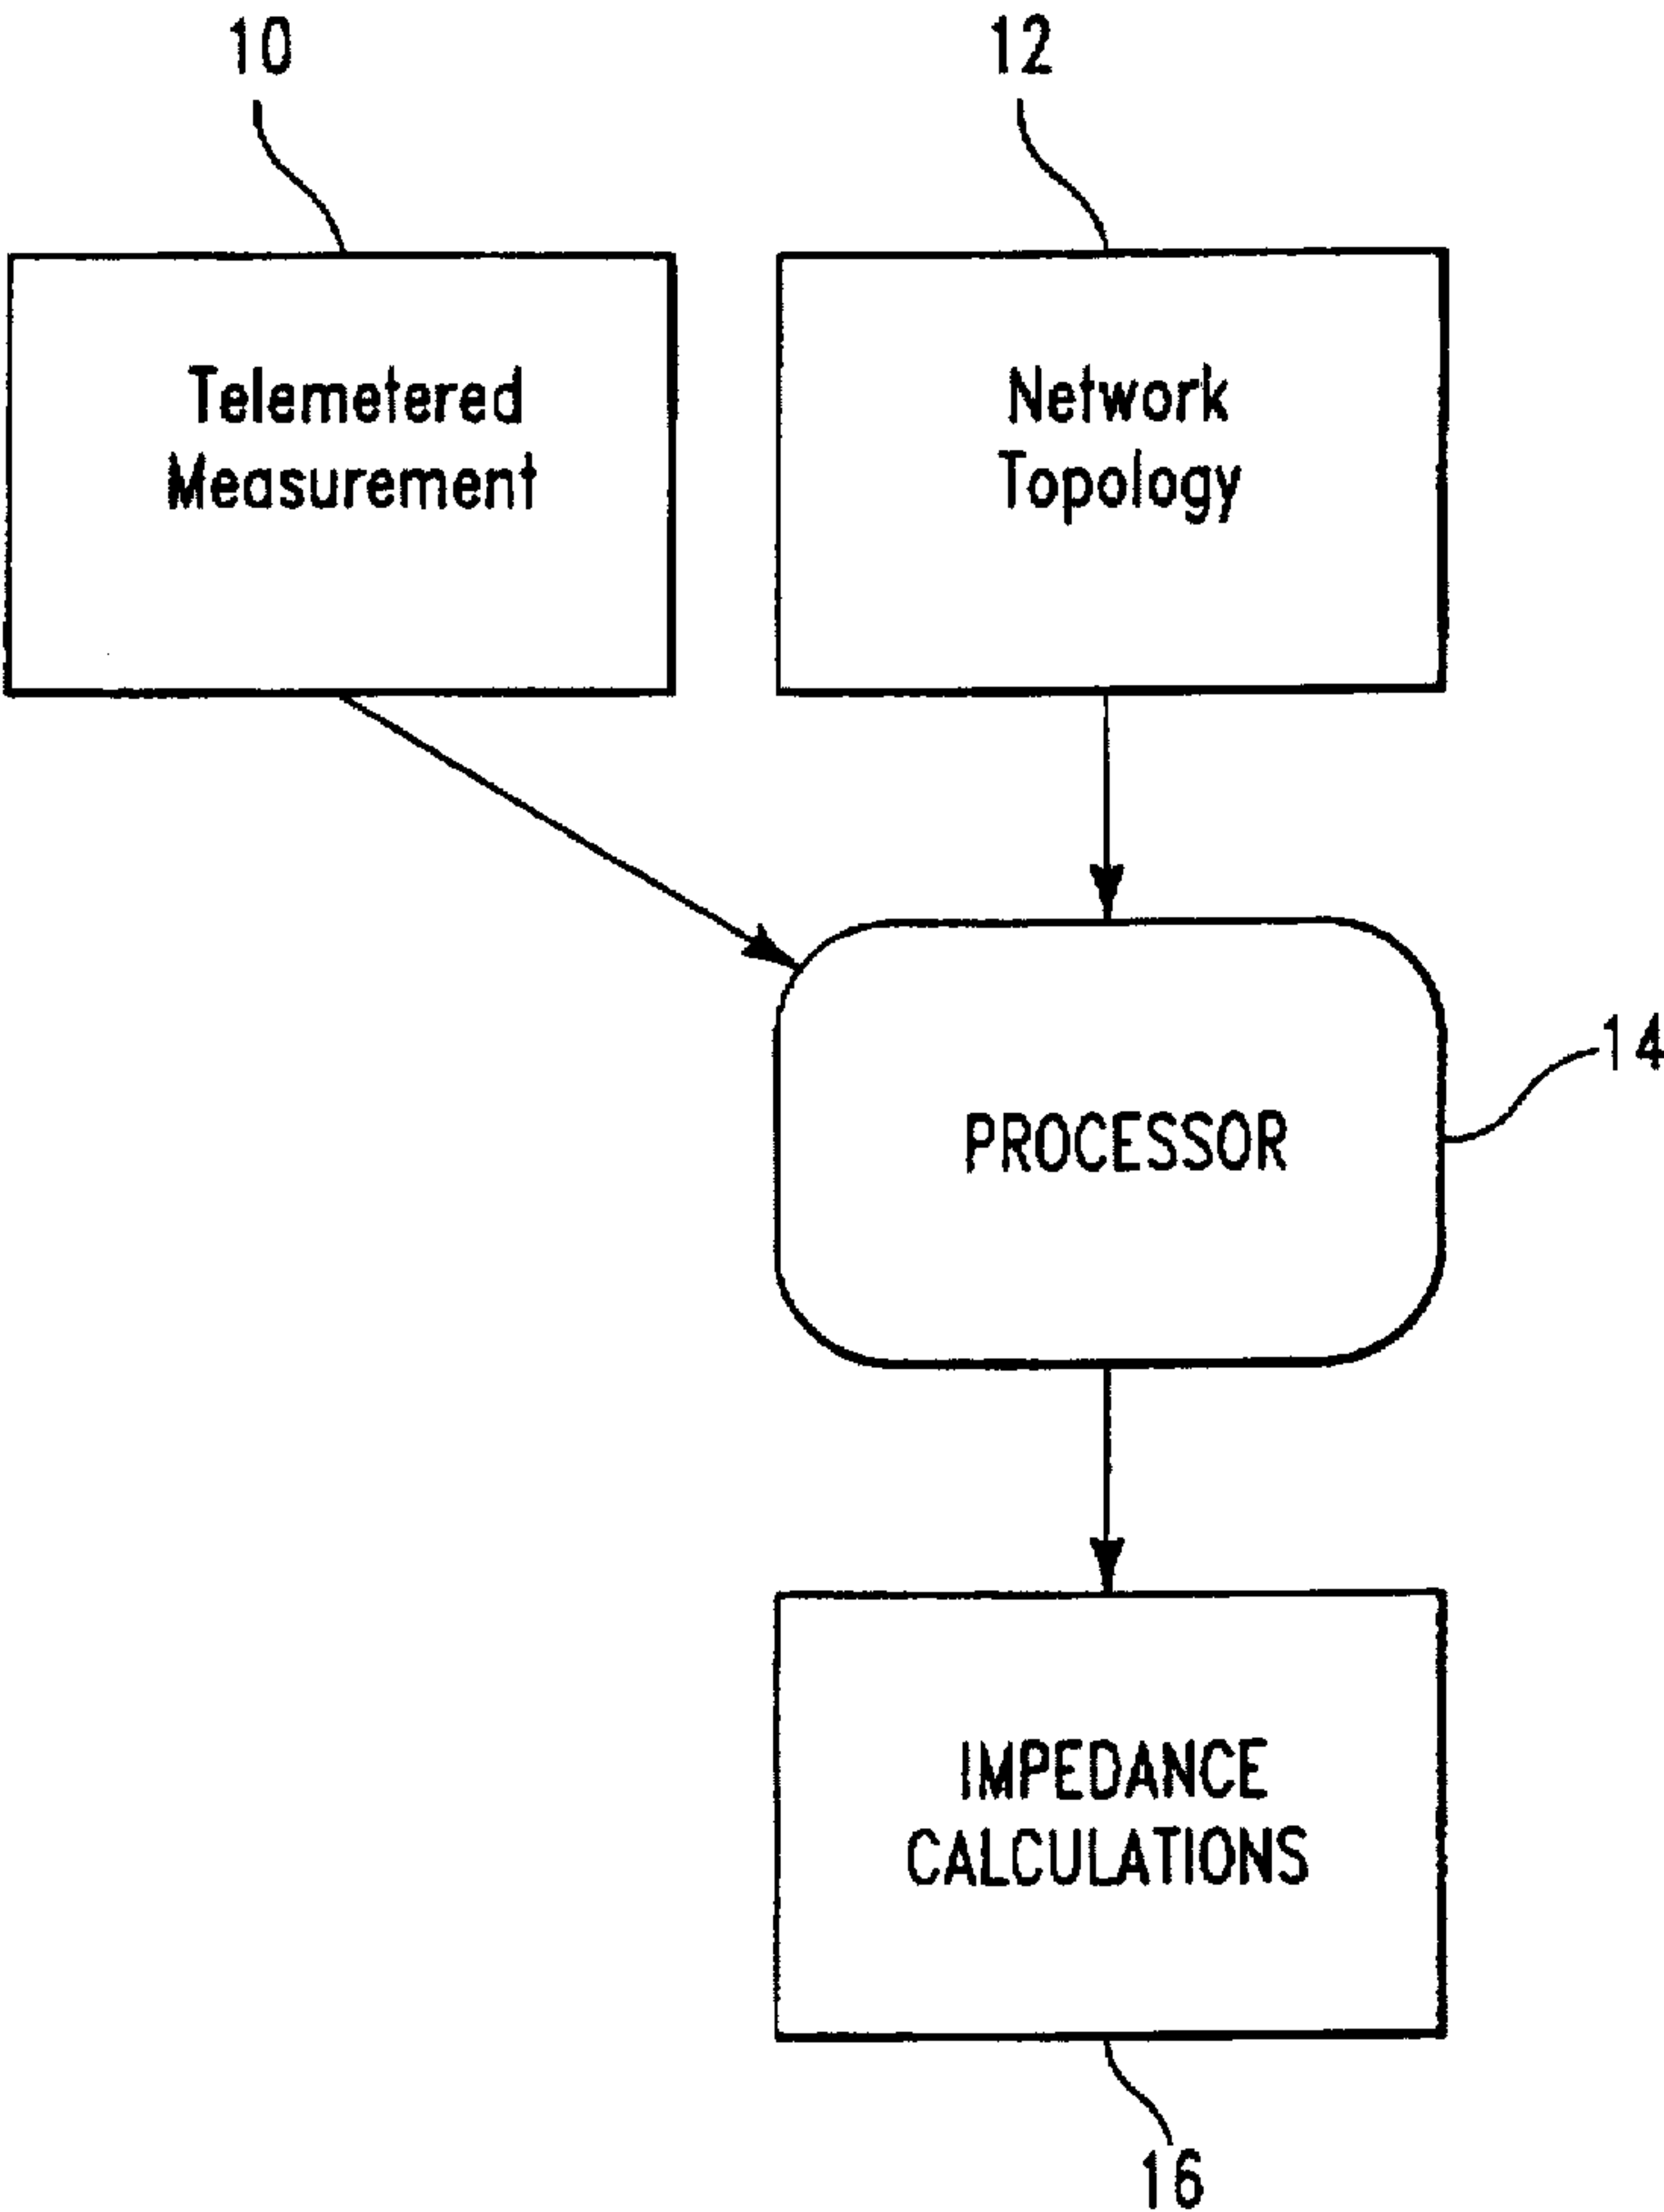 10
12
Telemetered
Measurement
Network
Topology
14
PROCESSOR
IMPEDANCE
CALCULATIONS
16